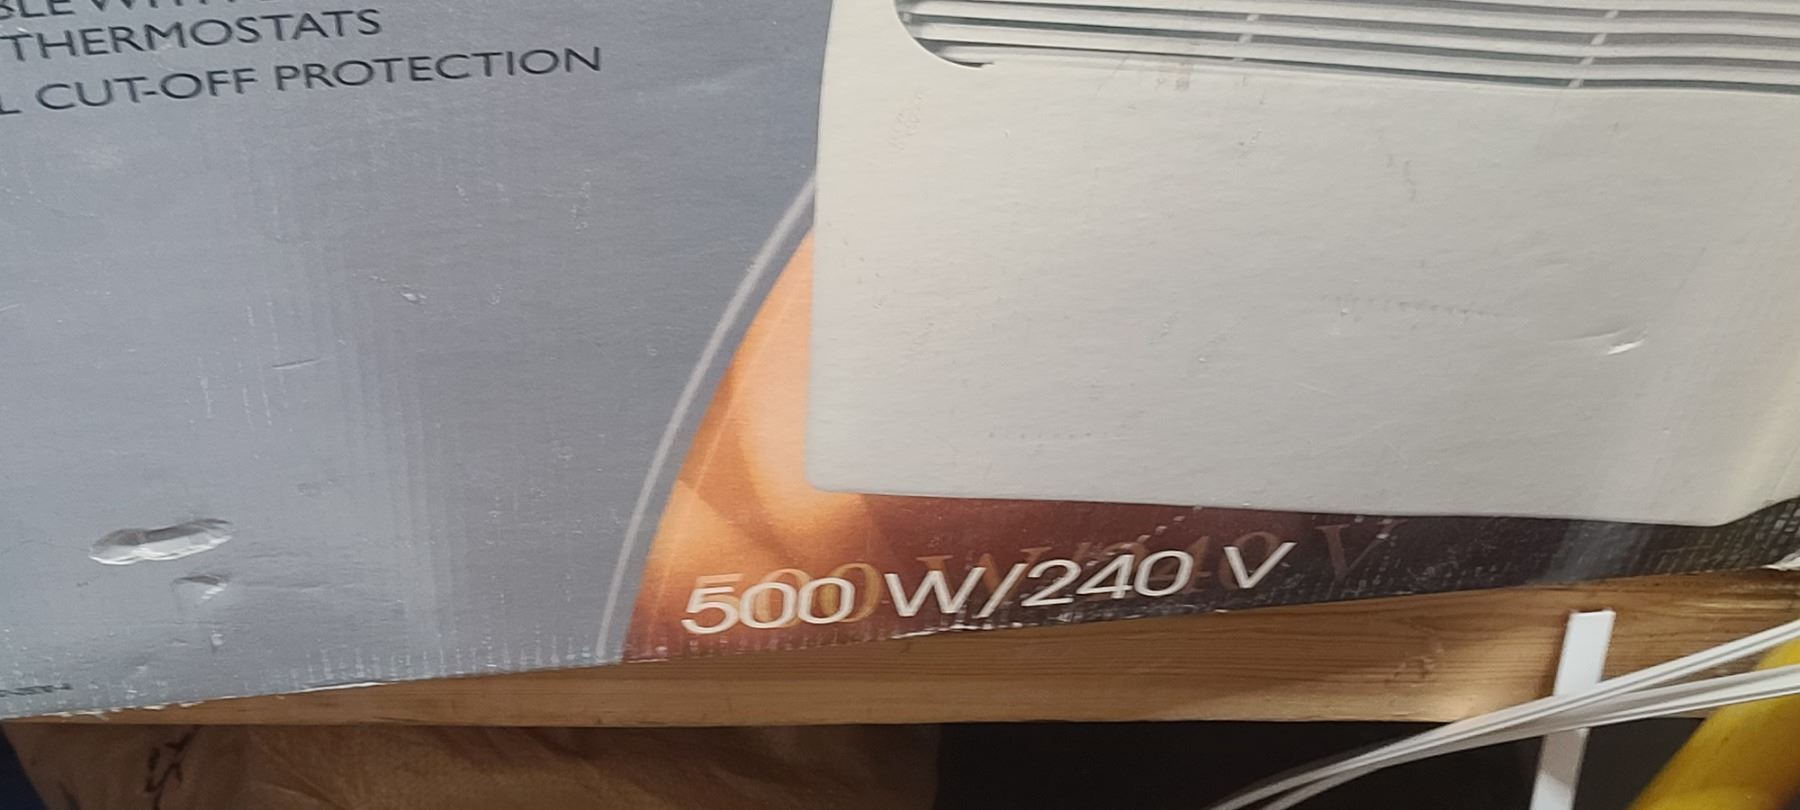 THERMOSTATS
CUT-OFF PROTECTION
500 W/240 V